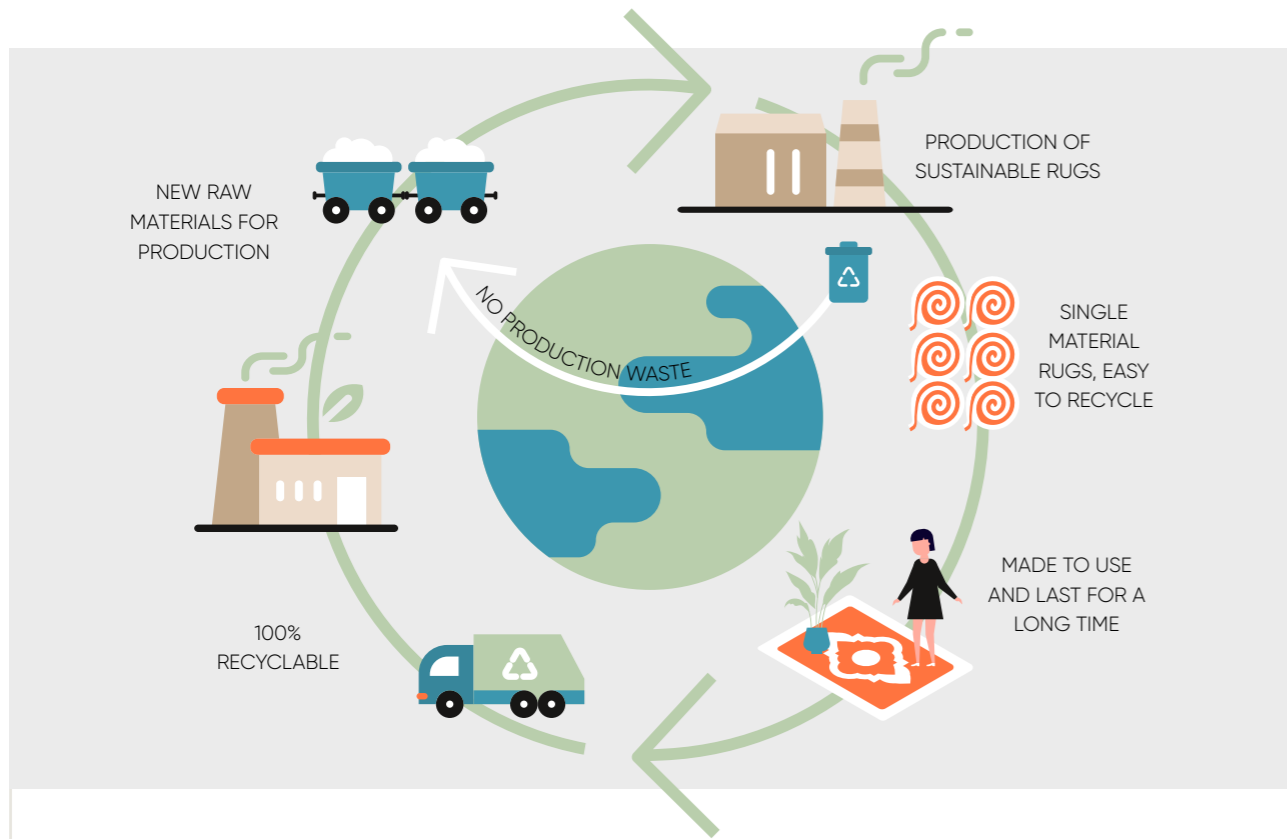 PRODUCTION OF
SUSTAINABLE RUGS
NEW RAW
MATERIALS FOR
PRODUCTION
NO PRODUCTION WASTE
SINGLE
MATERIAL
RUGS, EASY
TO RECYCLE
MADE TO USE
AND LAST FOR A
LONG TIME
100%
RECYCLABLE